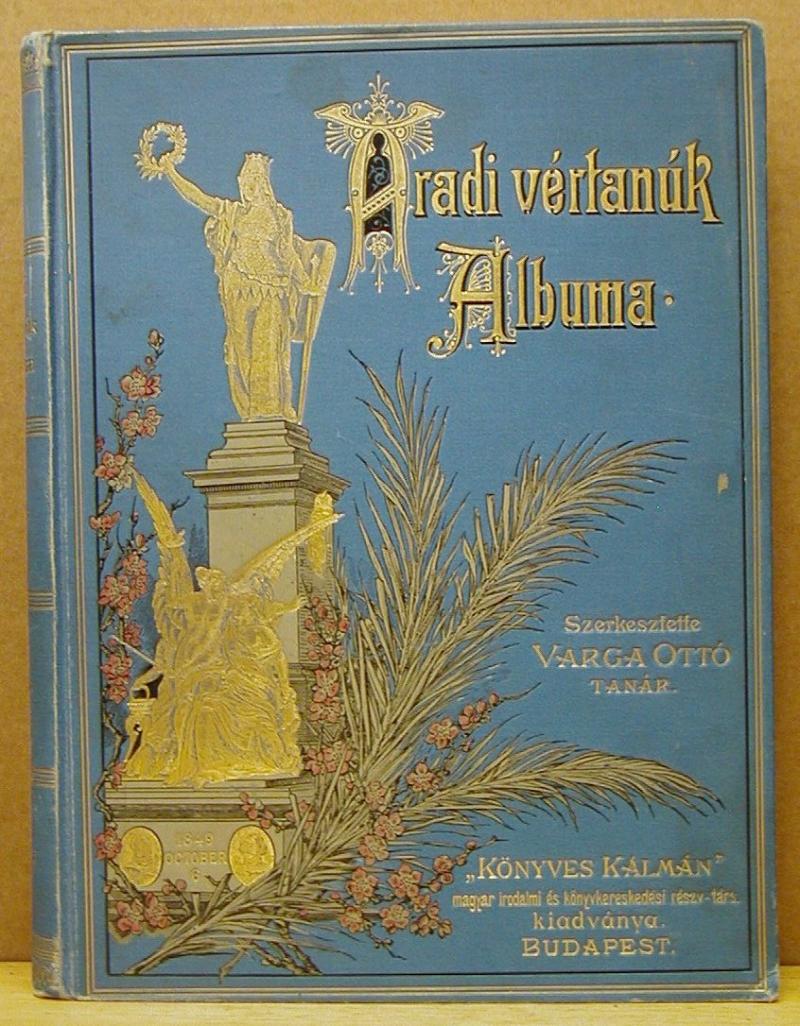 Aradi vértanúk
Albuma.
Szerkesztette
VARGA OTTÓ
TANÁR.
1849
OCTOBER
6
„KÖNYVES KÁLMÁN”
magyar irodalmi és könyvkereskedési részv-társ.
kiadványa.
BUDAPEST.